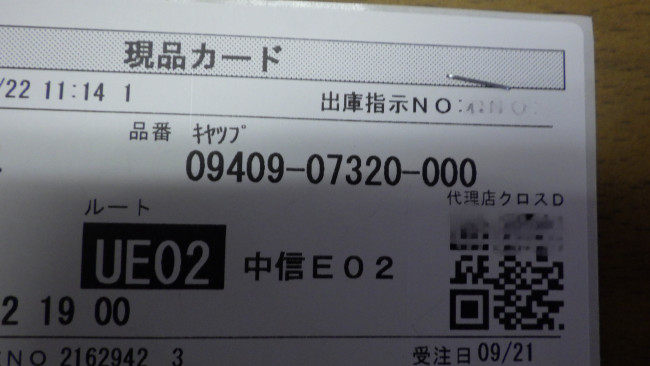 現品カード
/22 11:14 1
出庫指示NO:
品番 ｷﾔｯﾌﾟ
09409-07320-000
代理店クロスD
ルート
UE02 中信E02
2 19 00
NO 2162942 3
受注日 09/21